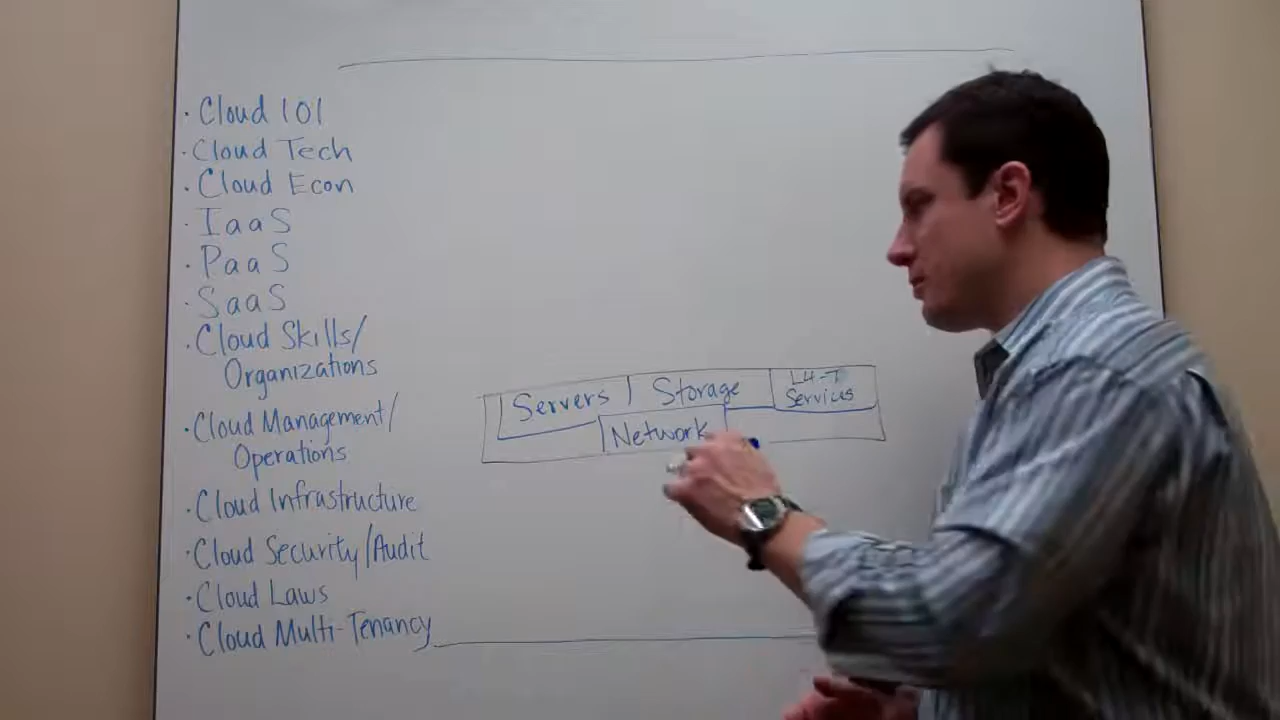 · Cloud 101
· Cloud Tech
· Cloud Econ
· IaaS
· PaaS
· SaaS
· Cloud Skills/
Organizations
· Cloud Management/
Operations
· Cloud Infrastructure
· Cloud Security/Audit
· Cloud Laws
· Cloud Multi-Tenancy
Servers
Storage
L4-7
Services
Network